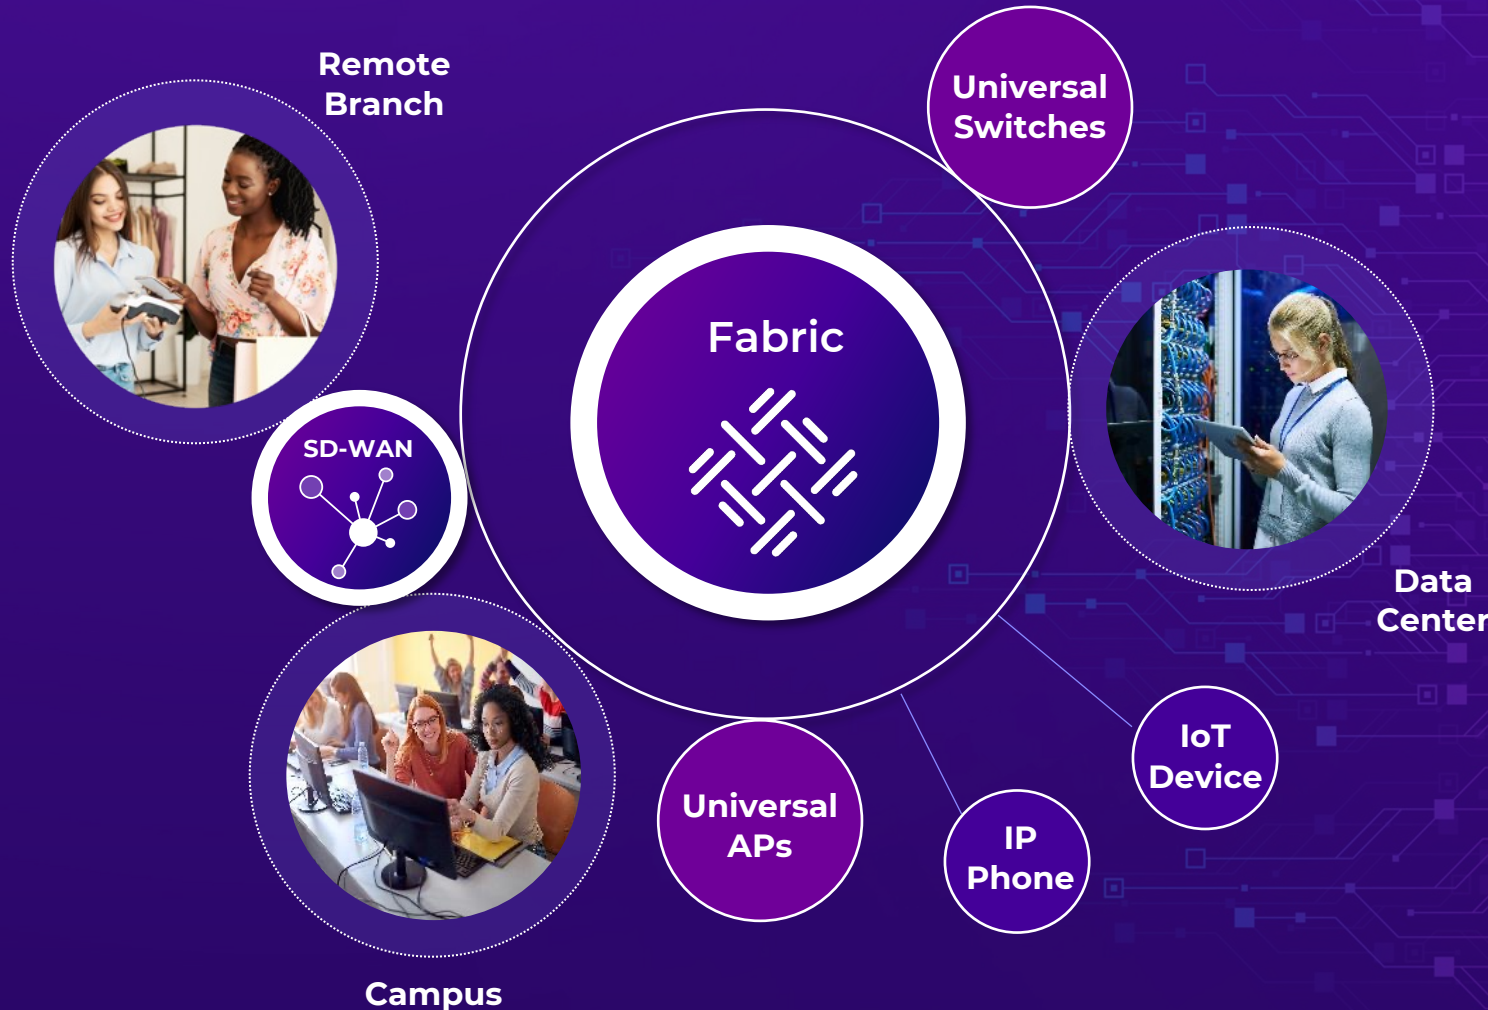 Remote
Branch
Universal
Switches
Fabric
SD-WAN
Data
Center
IoT
Device
Universal
APs
IP
Phone
Campus